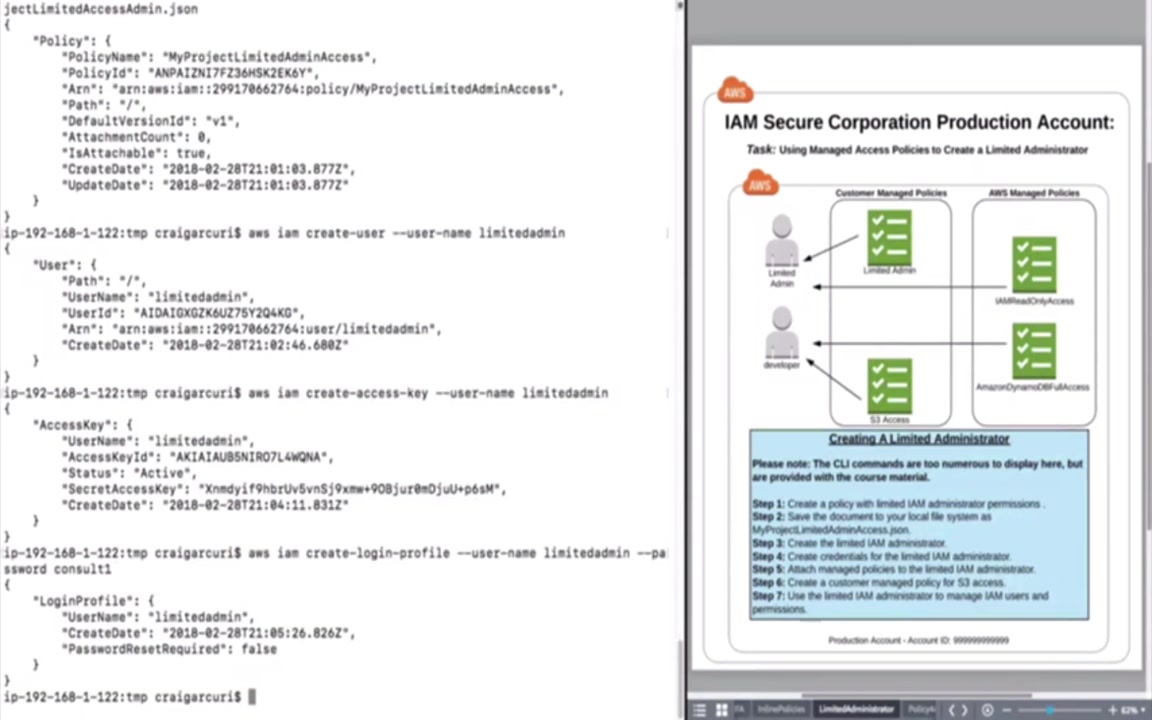 jectLimitedAccessAdmin.json
{
"Policy": {
"PolicyName": "MyProjectLimitedAdminAccess",
"PolicyId": "ANPAIZNI7FZ36HSK2EK6Y",
"Arn": "arn:aws:iam::299170662764:policy/MyProjectLimitedAdminAccess",
"Path": "/",
"DefaultVersionId": "v1",
"AttachmentCount": 0,
"IsAttachable": true,
"CreateDate": "2018-02-28T21:01:03.877Z",
"UpdateDate": "2018-02-28T21:01:03.877Z"
}
}
ip-192-168-1-122:tmp craigarcuri$ aws iam create-user --user-name limitedadmin
{
"User": {
"Path": "/",
"UserName": "limitedadmin",
"UserId": "AIDAIGXGZK6UZ75Y2Q4KG",
"Arn": "arn:aws:iam::299170662764:user/limitedadmin",
"CreateDate": "2018-02-28T21:02:46.680Z"
}
}
ip-192-168-1-122:tmp craigarcuri$ aws iam create-access-key --user-name limitedadmin
{
"AccessKey": {
"UserName": "limitedadmin",
"AccessKeyId": "AKIAIAUB5NIRO7L4WQNA",
"Status": "Active",
"SecretAccessKey": "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",
"CreateDate": "2018-02-28T21:04:11.831Z"
}
}
ip-192-168-1-122:tmp craigarcuri$ aws iam create-login-profile --user-name limitedadmin --pa
ssword consult1
{
"LoginProfile": {
"UserName": "limitedadmin",
"CreateDate": "2018-02-28T21:05:26.826Z",
"PasswordResetRequired": false
}
}
ip-192-168-1-122:tmp craigarcuri$
AWS
IAM Secure Corporation Production Account:
Task: Using Managed Access Policies to Create a Limited Administrator
AWS
Customer Managed Policies
AWS Managed Policies
Limited Admin
Limited Admin
IAMReadOnlyAccess
developer
S3 Access
AmazonDynamoDBFullAccess
Creating A Limited Administrator
Please note: The CLI commands are too numerous to display here, but
are provided with the course material.
Step 1: Create a policy with limited IAM administrator permissions .
Step 2: Save the document to your local file system as
MyProjectLimitedAdminAccess.json.
Step 3: Create the limited IAM administrator.
Step 4: Create credentials for the limited IAM administrator.
Step 5: Attach managed policies to the limited IAM administrator.
Step 6: Create a customer managed policy for S3 access.
Step 7: Use the limited IAM administrator to manage IAM users and
permissions.
Production Account - Account ID: 999999999999
InlinePolicies
LimitedAdministrator
82%